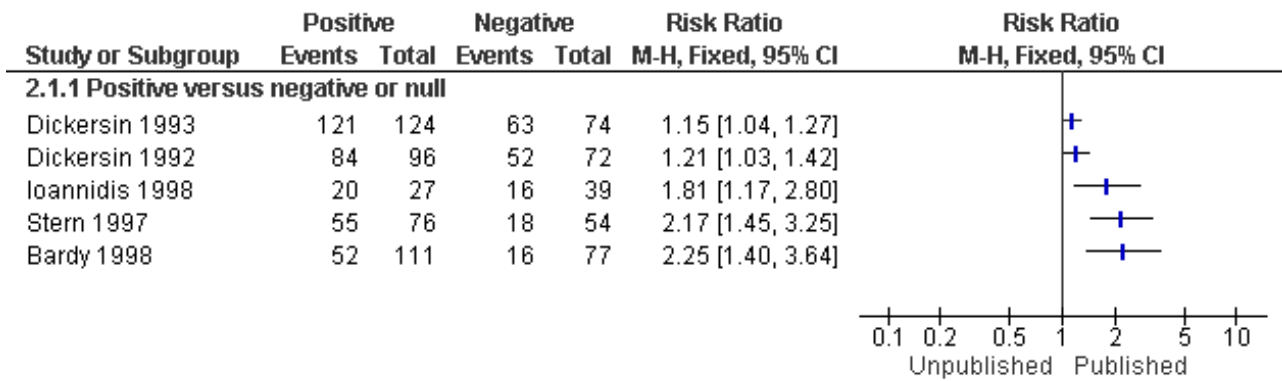 Positive Negative Risk Ratio Risk Ratio
Study or Subgroup Events Total Events Total M-H, Fixed, 95% CI M-H, Fixed, 95% CI
2.1.1 Positive versus negative or null
Dickersin 1993 121 124 63 74 1.15 [1.04, 1.27]
Dickersin 1992 84 96 52 72 1.21 [1.03, 1.42]
Ioannidis 1998 20 27 16 39 1.81 [1.17, 2.80]
Stern 1997 55 76 18 54 2.17 [1.45, 3.25]
Bardy 1998 52 111 16 77 2.25 [1.40, 3.64]
0.1 0.2 0.5 1 2 5 10
Unpublished Published